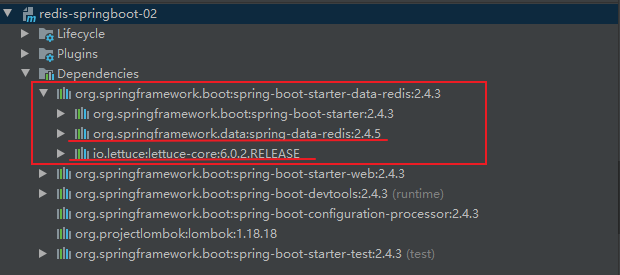 redis-springboot-02
Lifecycle
Plugins
Dependencies
org.springframework.boot:spring-boot-starter-data-redis:2.4.3
org.springframework.boot:spring-boot-starter:2.4.3
org.springframework.data:spring-data-redis:2.4.5
io.lettuce:lettuce-core:6.0.2.RELEASE
org.springframework.boot:spring-boot-starter-web:2.4.3
org.springframework.boot:spring-boot-devtools:2.4.3 (runtime)
org.springframework.boot:spring-boot-configuration-processor:2.4.3
org.projectlombok:lombok:1.18.18
org.springframework.boot:spring-boot-starter-test:2.4.3 (test)